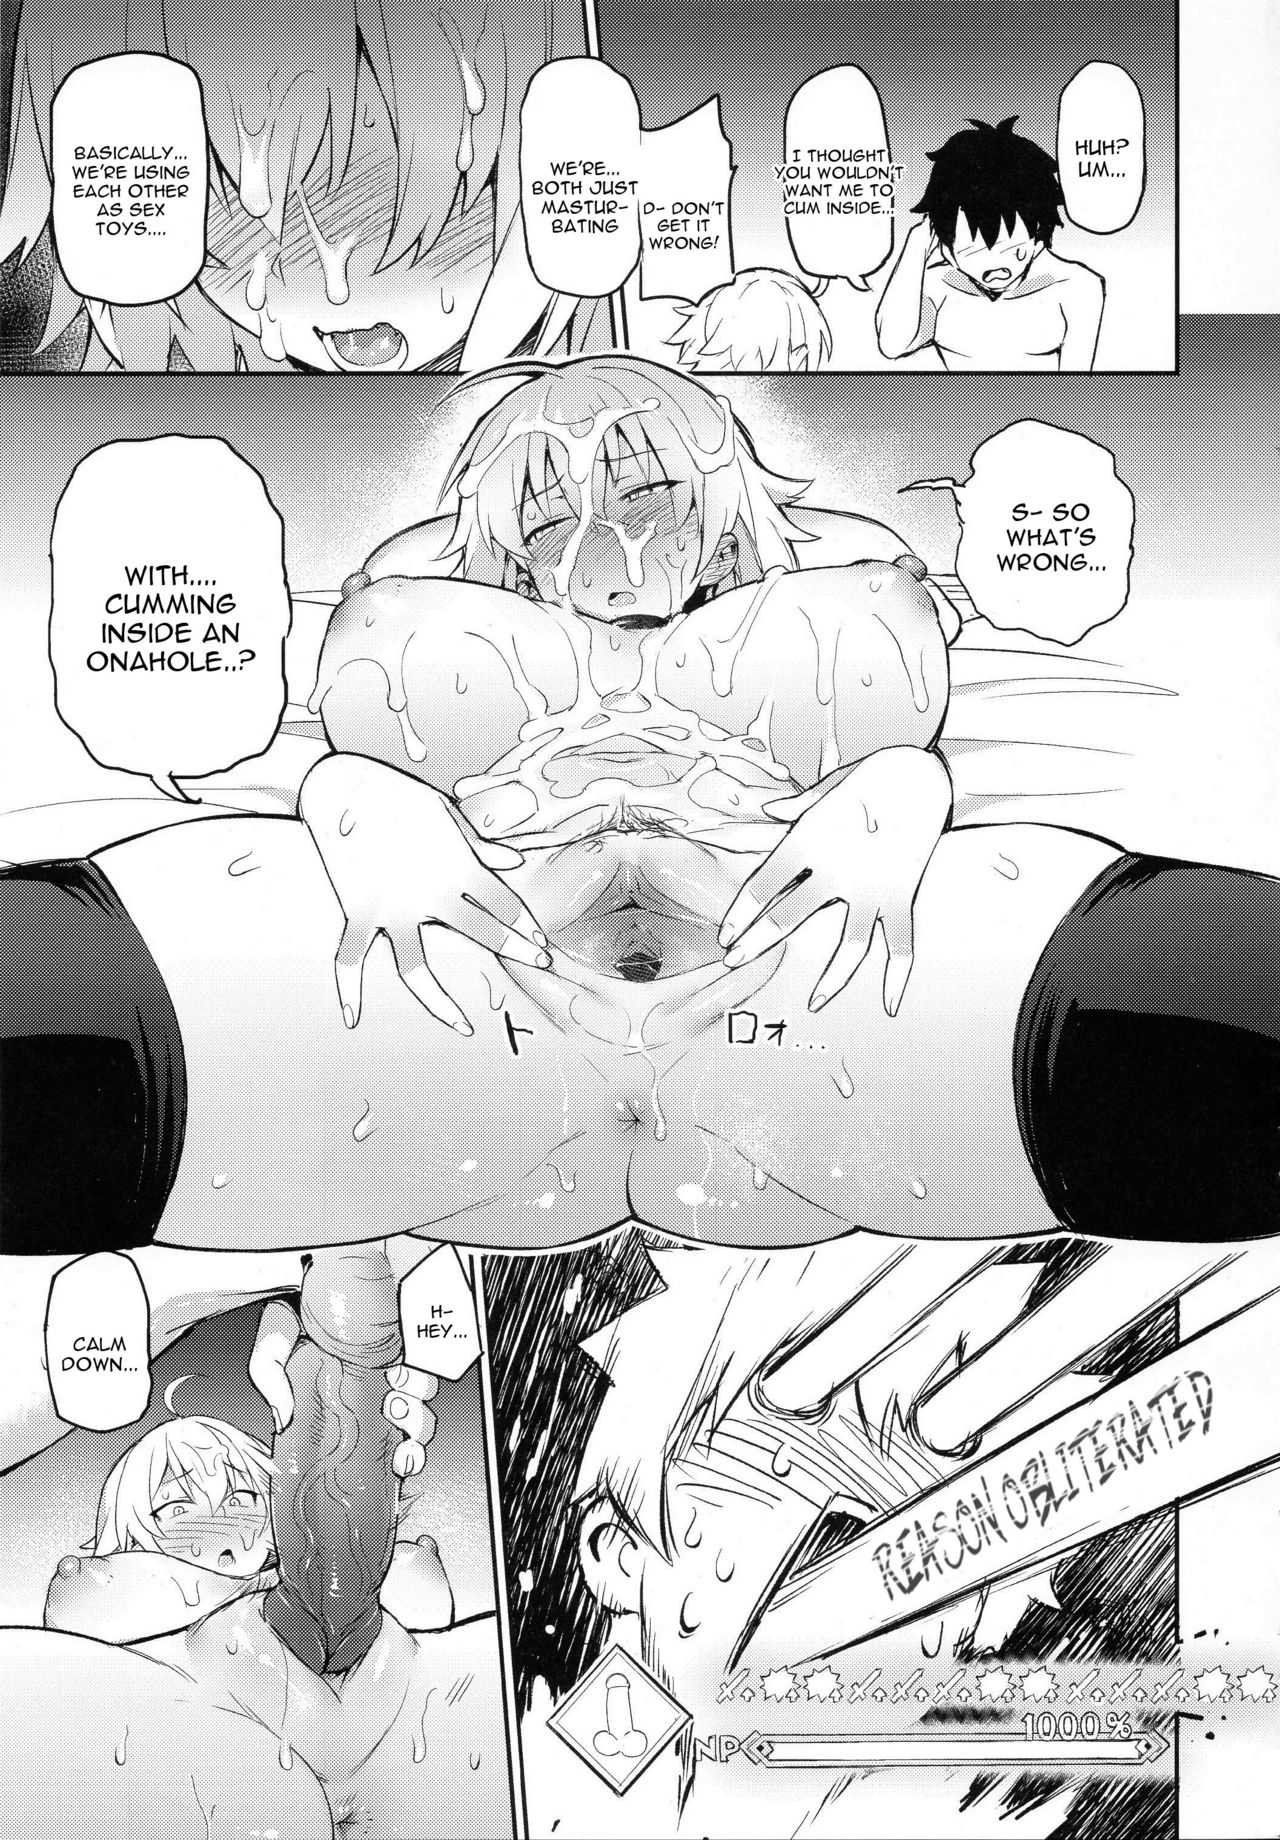 HUH?
UM...
I THOUGHT
YOU WOULDN'T
WANT ME TO
CUM INSIDE...
D- DON'T
GET IT
WRONG!
WE'RE...
BOTH JUST
MASTUR-
BATING
BASICALLY...
WE'RE USING
EACH OTHER
AS SEX
TOYS....
S- SO
WHAT'S
WRONG...
WITH....
CUMMING
INSIDE AN
ONAHOLE..?
ト
ロォ...
REASON OBLITERATED
1000%
NP
H-
HEY...
CALM
DOWN...